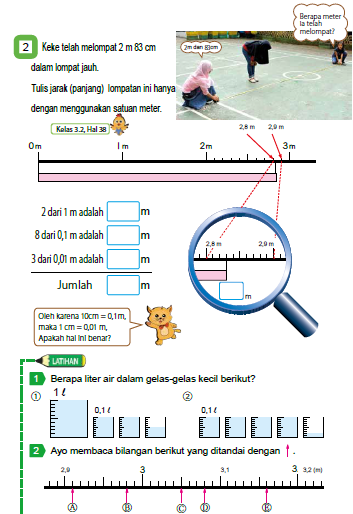 Berapa meter
Ia telah
melompat?
2 Keke telah melompat 2 m 83 cm
dalam lompat jauh.
Tulis jarak (panjang) lompatan ini hanya
dengan menggunakan satuan meter.
2m dan 83cm
Kelas 3.2, Hal 38
2,8 m 2,9 m
0m 1 m 2m 3 m
2 dari 1 m adalah m
8 dari 0,1 m adalah m
3 dari 0,01 m adalah m
Jumlah m
2,8 m 2,9 m
m
Oleh karena 10cm = 0,1m,
maka 1 cm = 0,01 m,
Apakah hal ini benar?
LATIHAN
1 Berapa liter air dalam gelas-gelas kecil berikut?
① 1 ℓ 0,1 ℓ ② 0,1 ℓ
2 Ayo membaca bilangan berikut yang ditandai dengan ↑ .
2,9 3 3,1 3 3,2 (m)
Ⓐ Ⓑ Ⓒ Ⓓ Ⓔ